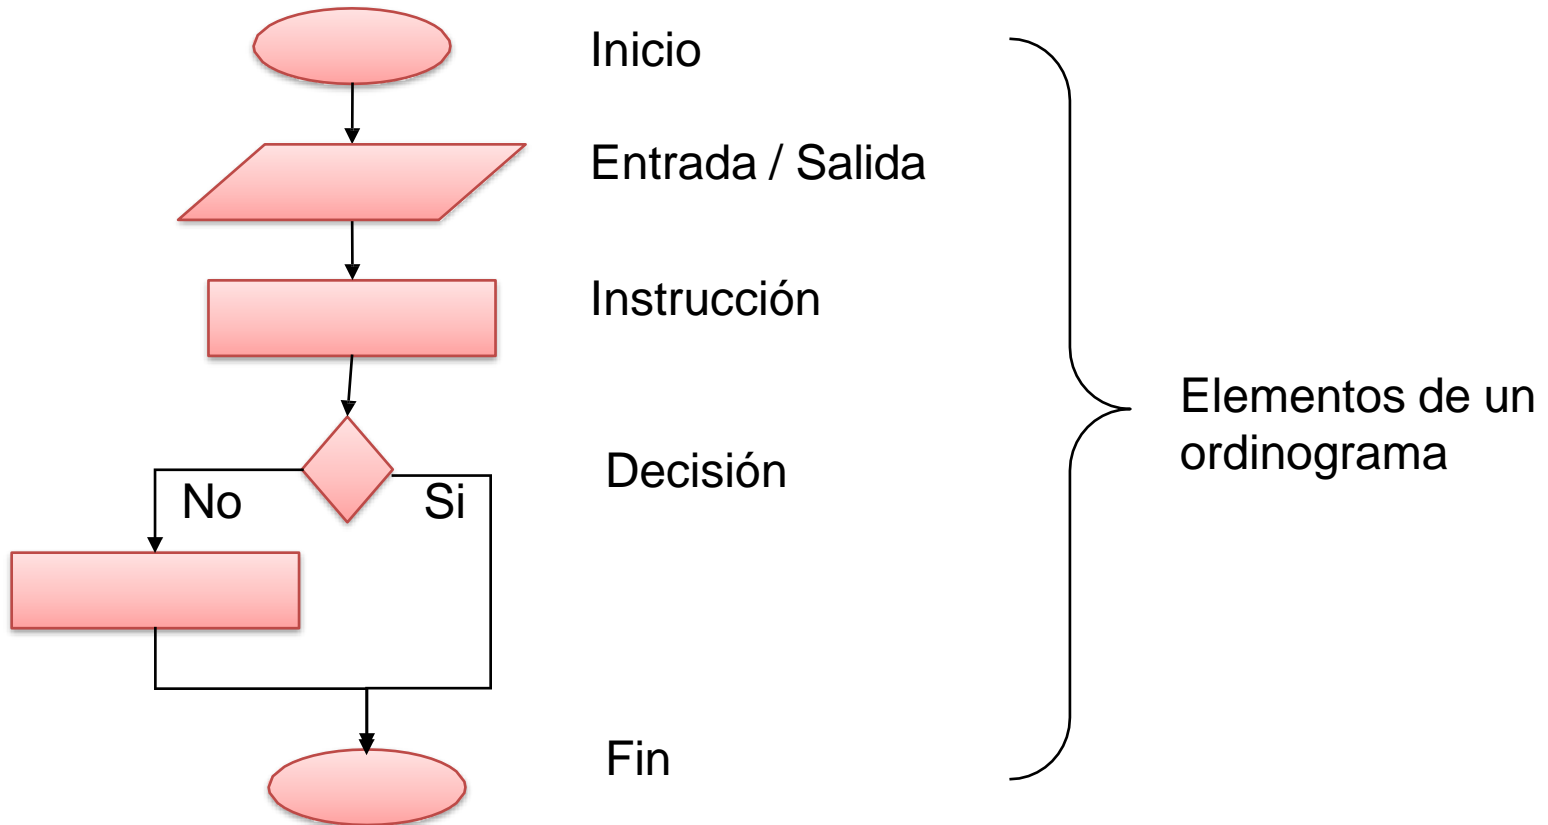 Inicio
Entrada / Salida
Instrucción
Decisión
No
Si
Fin
Elementos de un
ordinograma